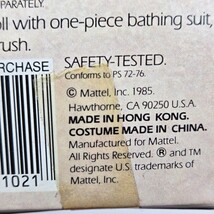 PARATELY.
oll with one-piece bathing suit,
rush.
RCHASE
SAFETY-TESTED.
Conforms to PS 72-76.
© Mattel, Inc. 1985.
Hawthorne, CA 90250 U.S.A.
MADE IN HONG KONG.
COSTUME MADE IN CHINA.
Manufactured for Mattel.
All Rights Reserved. ® and TM
designate U.S. trademarks of
Mattel, Inc.
1021